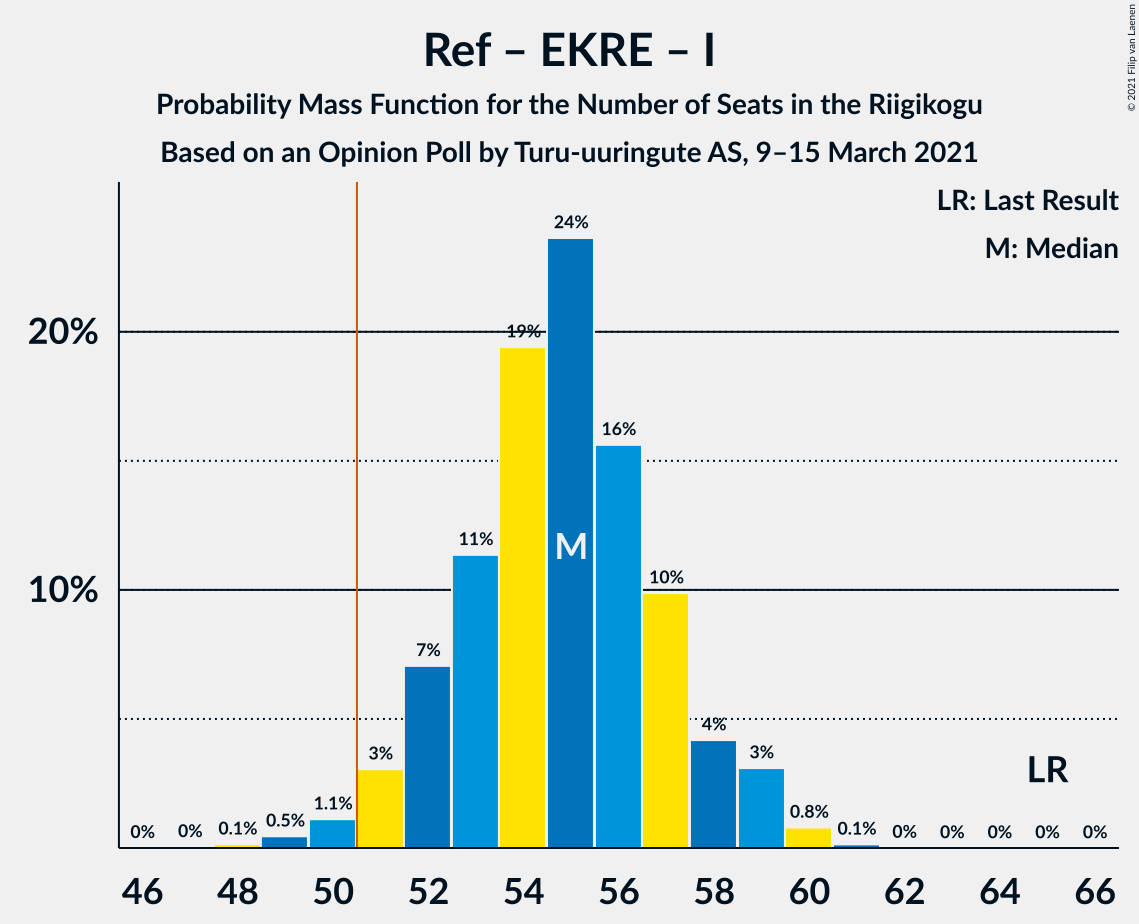 Ref – EKRE – I
Probability Mass Function for the Number of Seats in the Riigikogu
Based on an Opinion Poll by Turu-uuringute AS, 9–15 March 2021
© 2021 Filip van Laenen
LR: Last Result
M: Median
24%
20%
19%
16%
11%
M
10%
10%
7%
4%
3%
3%
LR
1.1%
0.8%
0.5%
0.1%
0.1%
0%
0%
0%
0%
0%
0%
0%
46 48 50 52 54 56 58 60 62 64 66